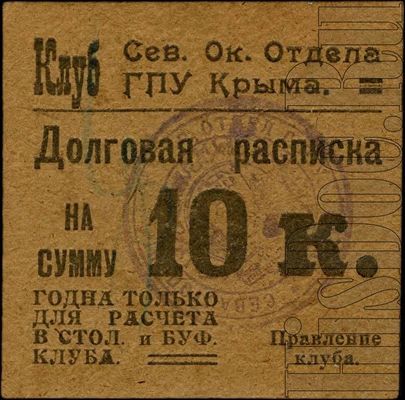 Клуб Сев. Ок. Отдела
ГПУ Крыма.
Долговая расписка
НА
СУММУ 10 К.
ГОДНА ТОЛЬКО
ДЛЯ РАСЧЕТА
В СТОЛ. И БУФ.
КЛУБА.
Правление
клуба.